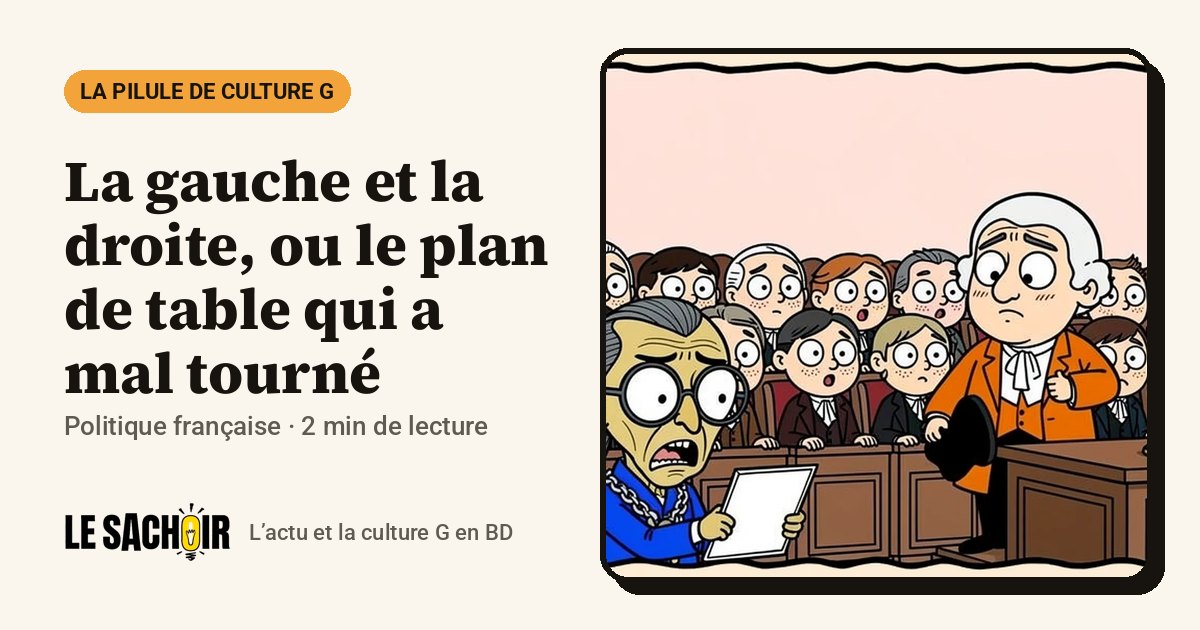 LA PILULE DE CULTURE G
La gauche et la
droite, ou le plan
de table qui a
mal tourné
Politique française · 2 min de lecture
LE SACHOIR
L’actu et la culture G en BD